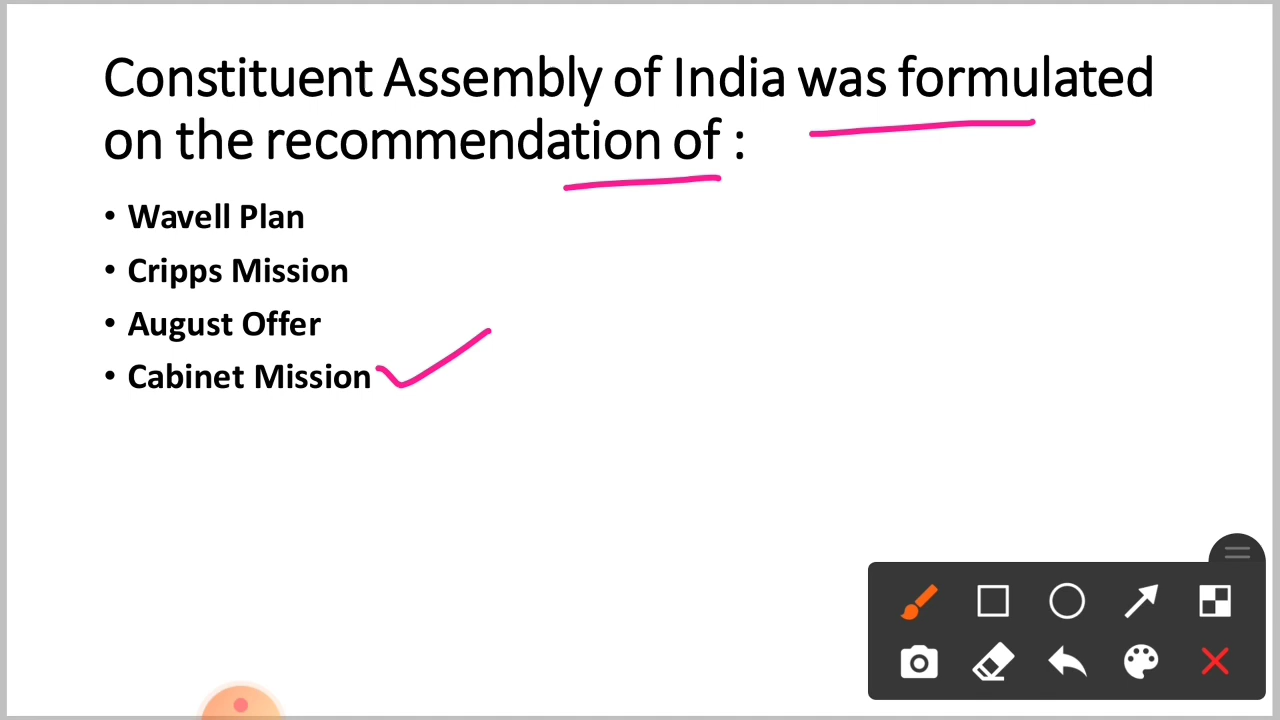 Constituent Assembly of India was formulated
on the recommendation of :
• Wavell Plan
• Cripps Mission
• August Offer
• Cabinet Mission